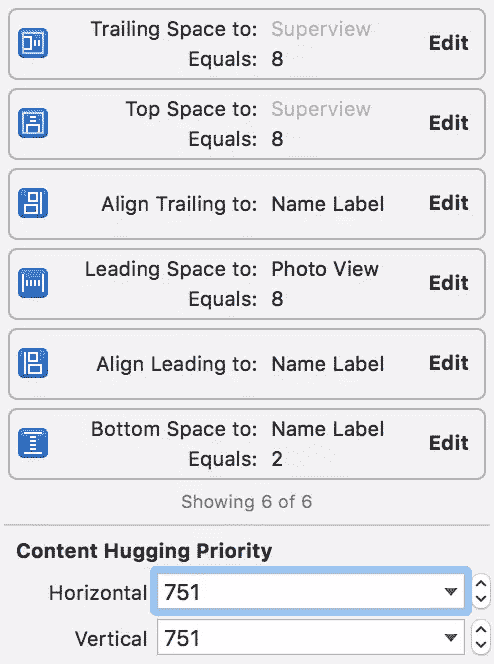 Trailing Space to: Superview
Edit
Equals: 8
Top Space to: Superview
Edit
Equals: 8
Align Trailing to: Name Label
Edit
Leading Space to: Photo View
Edit
Equals: 8
Align Leading to: Name Label
Edit
Bottom Space to: Name Label
Edit
Equals: 2
Showing 6 of 6
Content Hugging Priority
Horizontal 751
Vertical 751